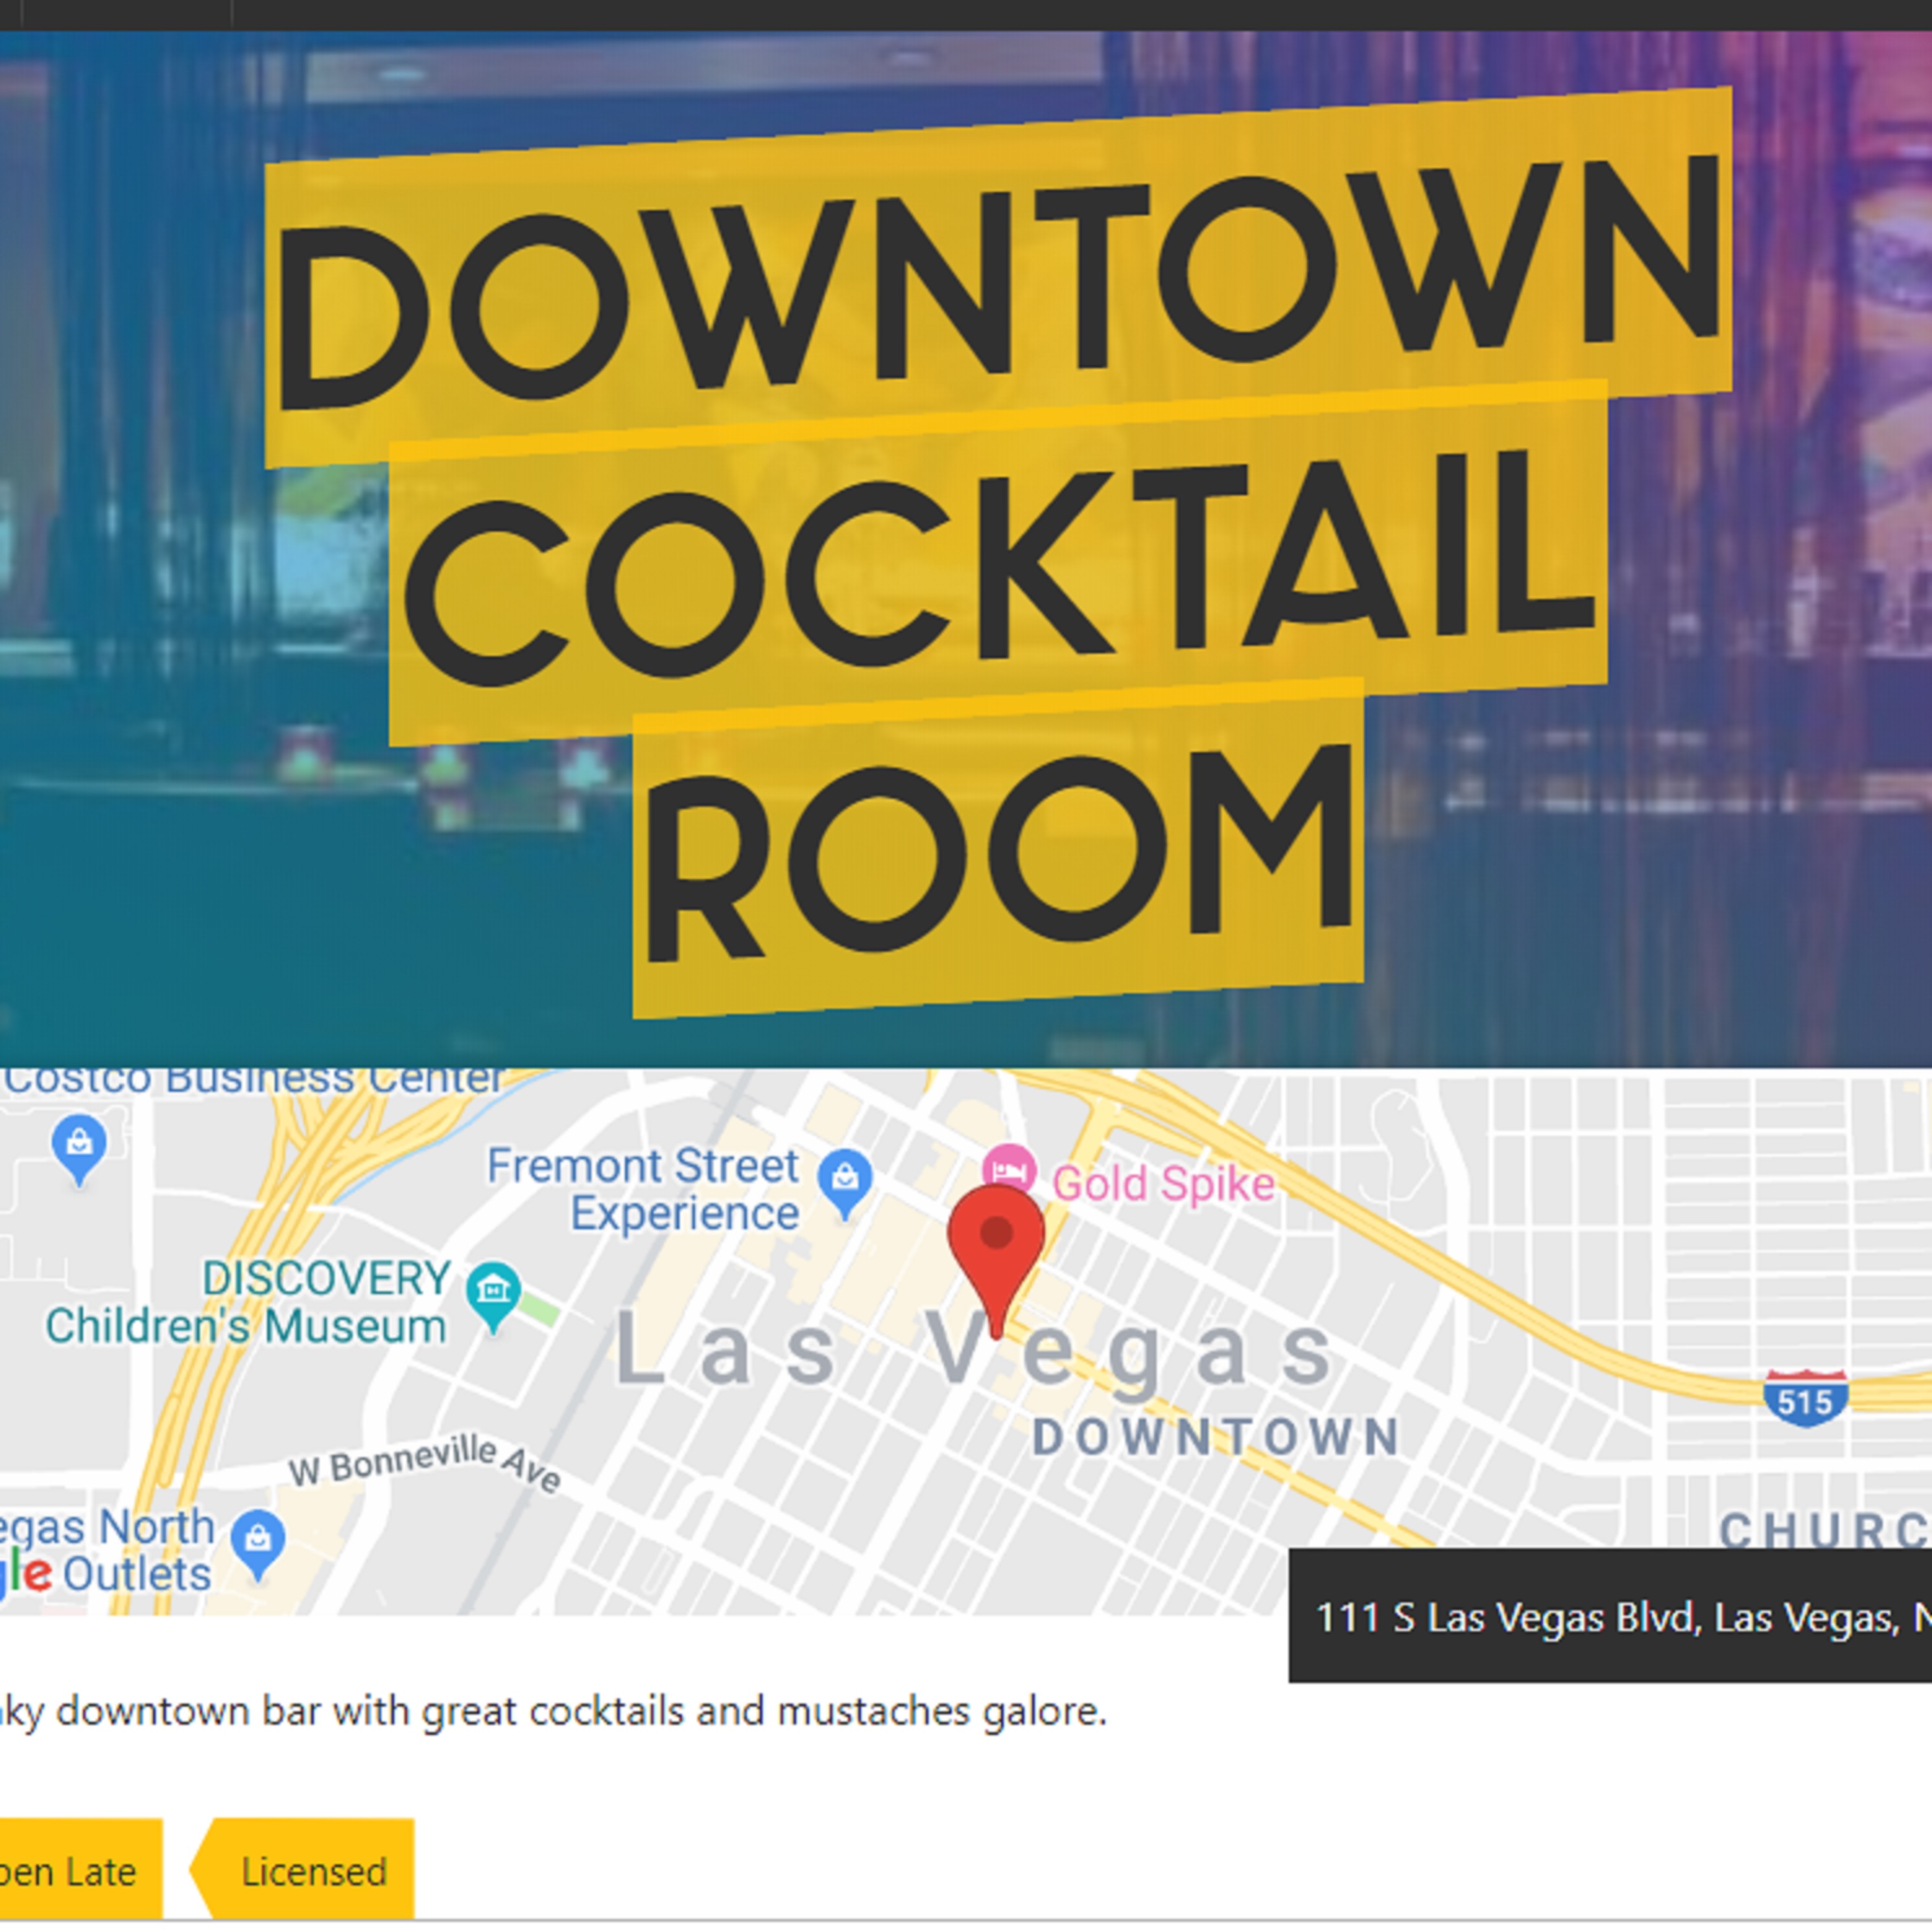 DOWNTOWN
COCKTAIL
ROOM
Costco Business Center
Fremont Street
Experience
Gold Spike
DISCOVERY
Children's Museum
Las Vegas
DOWNTOWN
515
W Bonneville Ave
egas North
Outlets
CHURC
111 S Las Vegas Blvd, Las Vegas, N
ky downtown bar with great cocktails and mustaches galore.
pen Late
Licensed